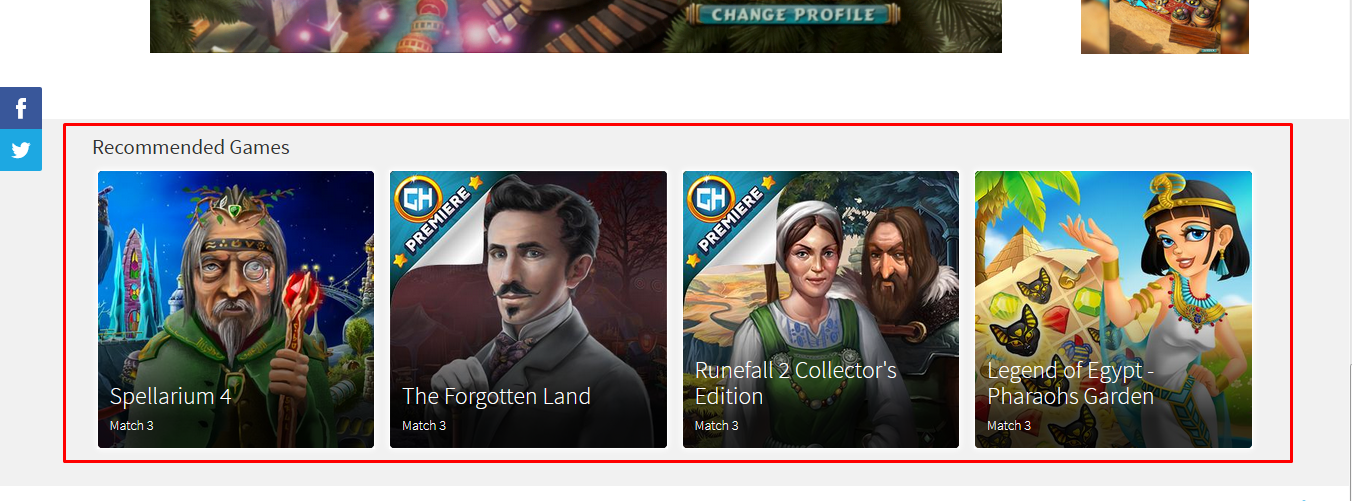 CHANGE PROFILE
Recommended Games
GH
PREMIERE
GH
PREMIERE
Spellarium 4
Match 3
The Forgotten Land
Match 3
Runefall 2 Collector's
Edition
Match 3
Legend of Egypt -
Pharaohs Garden
Match 3